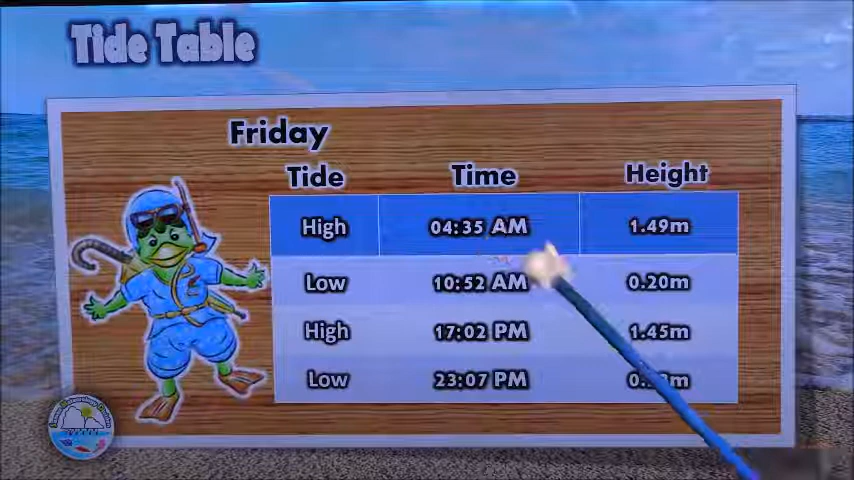 Tide Table
Friday
Tide Time Height
High 04:35 AM 1.49m
Low 10:52 AM 0.20m
High 17:02 PM 1.45m
Low 23:07 PM